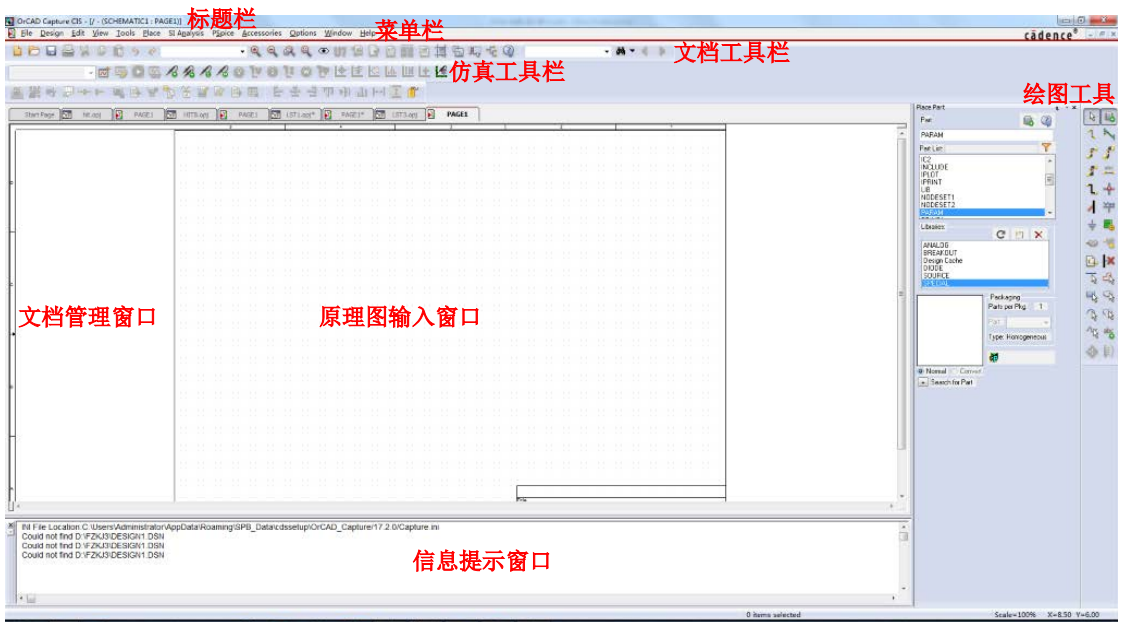 OrCAD Capture CIS - [/ - (SCHEMATIC1 : PAGE1)]
标题栏
File Design Edit View Tools Place SI Analysis PSpice Accessories Options Window Help
菜单栏
cādence®
文档工具栏
仿真工具栏
绘图工具
Start Page
PAGE1
PAGE1
PAGE1*
PAGE1
Place Part
Part
PARAM
Part List:
IC2
INCLUDE
IPLOT
IPRINT
LIB
NODESET1
NODESET2
PARAM
Libraries:
ANALOG
BREAKOUT
Design Cache
DIODE
SOURCE
SPECIAL
Packaging
Parts per Pkg: 1
Part:
Type: Homogeneous
Normal Convert
Search for Part
文档管理窗口
原理图输入窗口
INI File Location:C:\Users\Administrator\AppData\Roaming\SPB_Data\cdssetup\OrCAD_Capture/17.2.0/Capture.ini
Could not find D:\FZKJ3\DESIGN1.DSN
Could not find D:\FZKJ3\DESIGN1.DSN
Could not find D:\FZKJ3\DESIGN1.DSN
信息提示窗口
0 items selected
Scale=100% X=8.50 Y=6.00